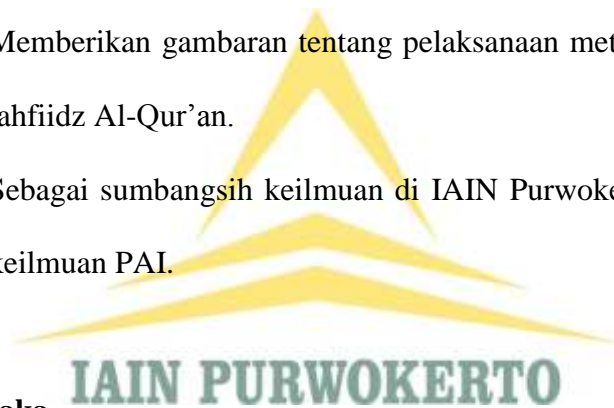 Memberikan gambaran tentang pelaksanaan met
ahfiidz Al-Qur’an.
Sebagai sumbangsih keilmuan di IAIN Purwoke
keilmuan PAI.
IAIN PURWOKERTO